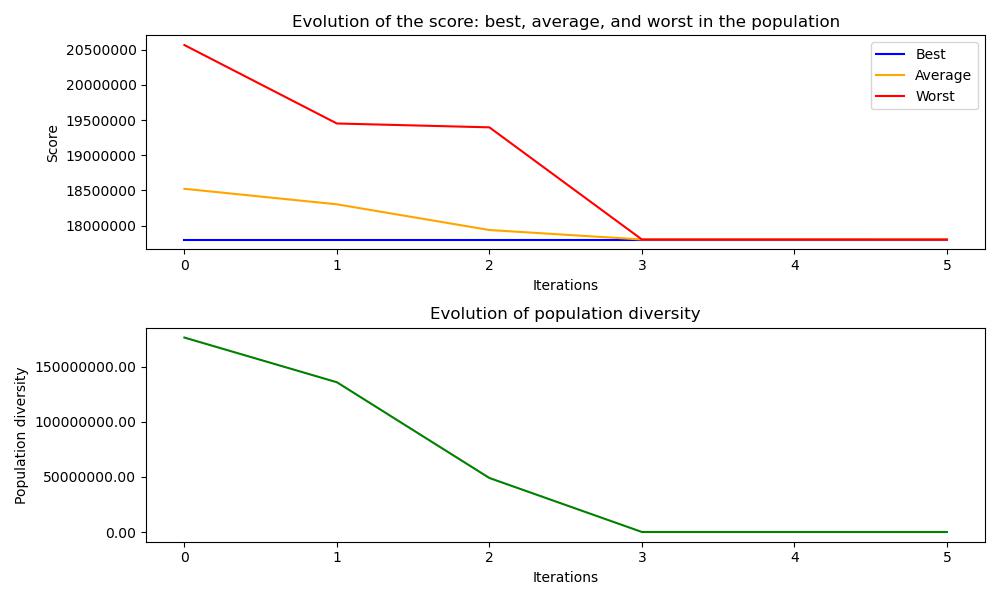 Evolution of the score: best, average, and worst in the population
20500000
20000000
19500000
19000000
18500000
18000000
Score
Best
Average
Worst
0 1 2 3 4 5
Iterations
Evolution of population diversity
150000000.00
100000000.00
50000000.00
0.00
Population diversity
0 1 2 3 4 5
Iterations